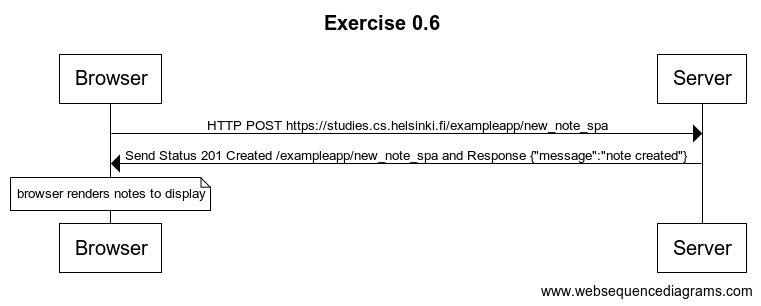 Exercise 0.6
Browser
Server
HTTP POST https://studies.cs.helsinki.fi/exampleapp/new_note_spa
Send Status 201 Created /exampleapp/new_note_spa and Response {"message":"note created"}
browser renders notes to display
Browser
Server
www.websequencediagrams.com